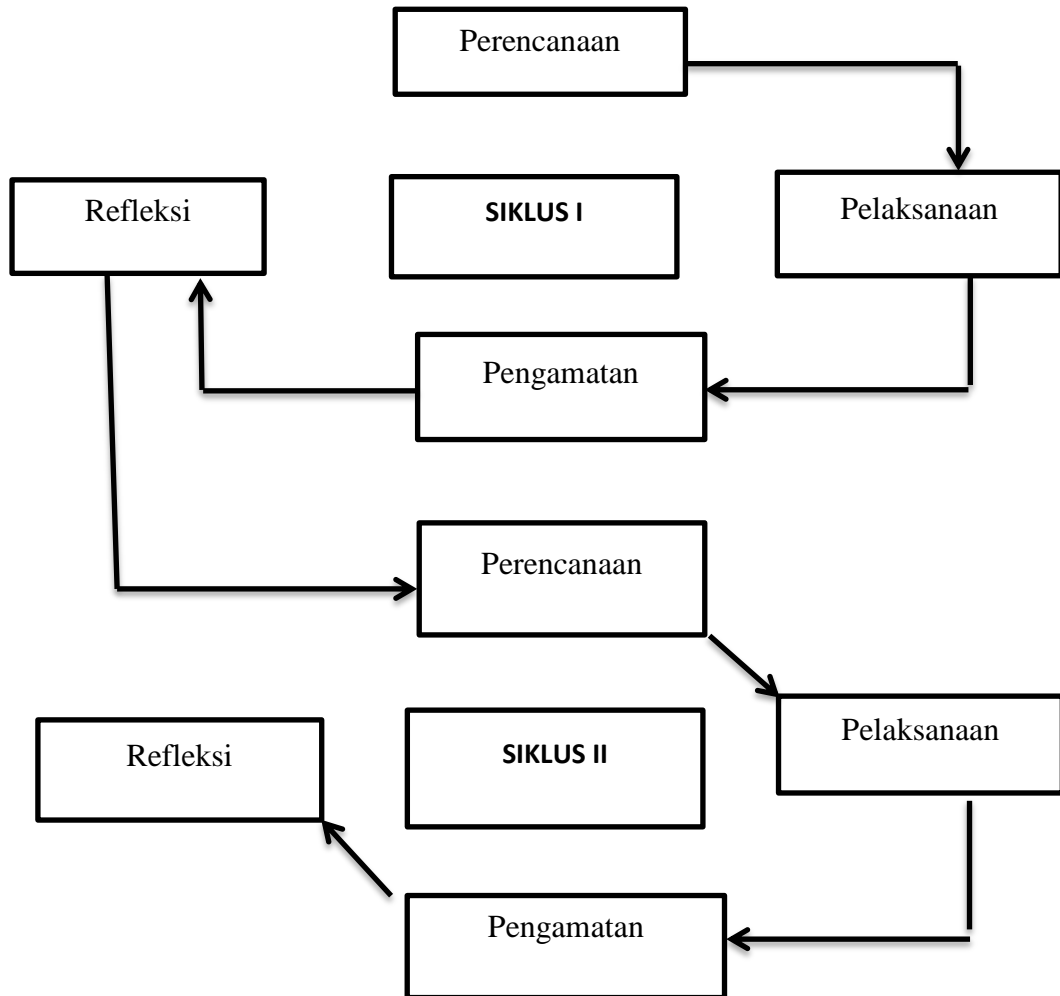 Perencanaan
Refleksi
SIKLUS I
Pelaksanaan
Pengamatan
Perencanaan
Refleksi
SIKLUS II
Pelaksanaan
Pengamatan